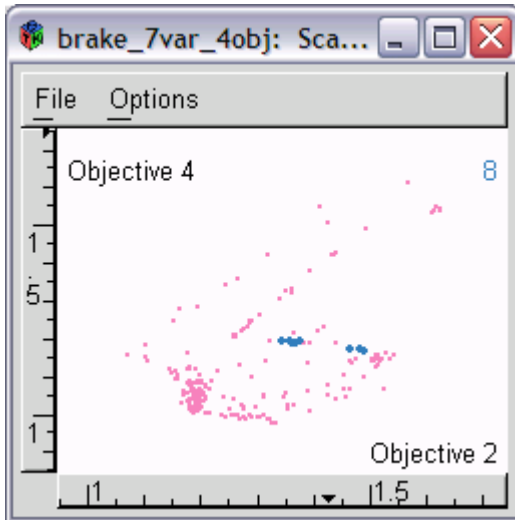 brake_7var_4obj: Sca...
File Options
Objective 4
8
1
.
5
1
Objective 2
1 1.5